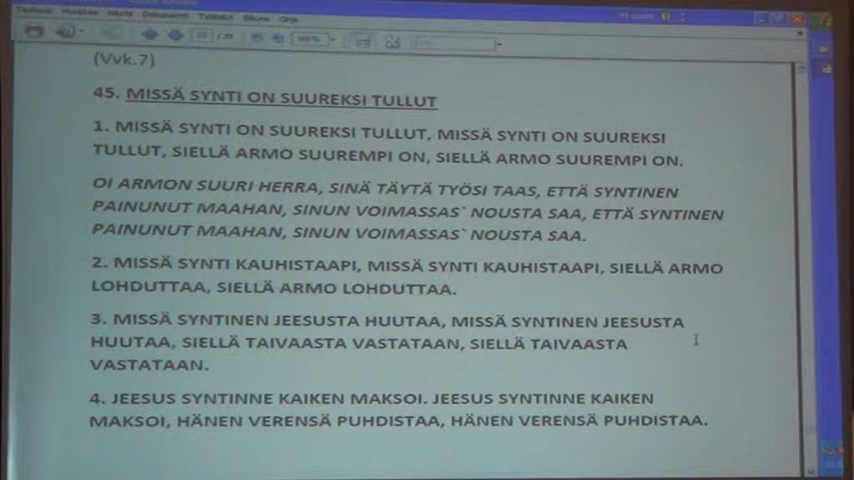 (Vvk.7)
45. MISSÄ SYNTI ON SUUREKSI TULLUT
1. MISSÄ SYNTI ON SUUREKSI TULLUT, MISSÄ SYNTI ON SUUREKSI
TULLUT, SIELLÄ ARMO SUUREMPI ON, SIELLÄ ARMO SUUREMPI ON.
OI ARMON SUURI HERRA, SINÄ TÄYTÄ TYÖSI TAAS, ETTÄ SYNTINEN
PAINUNUT MAAHAN, SINUN VOIMASSAS` NOUSTA SAA, ETTÄ SYNTINEN
PAINUNUT MAAHAN, SINUN VOIMASSAS` NOUSTA SAA.
2. MISSÄ SYNTI KAUHISTAAPI, MISSÄ SYNTI KAUHISTAAPI, SIELLÄ ARMO
LOHDUTTAA, SIELLÄ ARMO LOHDUTTAA.
3. MISSÄ SYNTINEN JEESUSTA HUUTAA, MISSÄ SYNTINEN JEESUSTA
HUUTAA, SIELLÄ TAIVAASTA VASTATAAN, SIELLÄ TAIVAASTA
VASTATAAN.
4. JEESUS SYNTINNE KAIKEN MAKSOI. JEESUS SYNTINNE KAIKEN
MAKSOI, HÄNEN VERENSÄ PUHDISTAA, HÄNEN VERENSÄ PUHDISTAA.